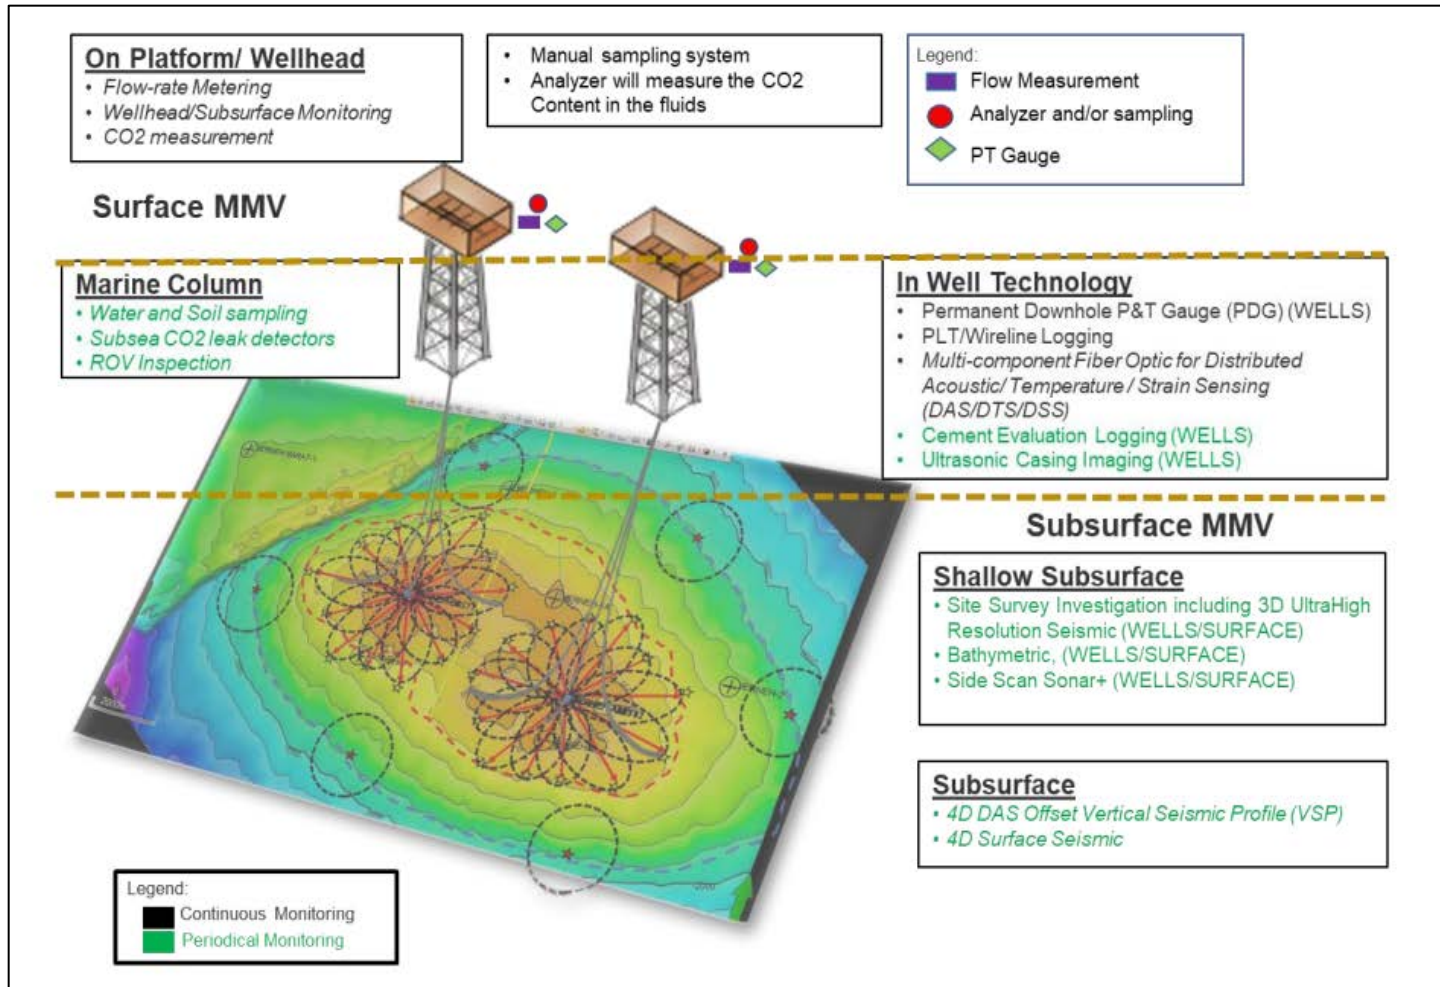 On Platform/ Wellhead
• Flow-rate Metering
• Wellhead/Subsurface Monitoring
• CO2 measurement
• Manual sampling system
• Analyzer will measure the CO2
Content in the fluids
Legend:
Flow Measurement
Analyzer and/or sampling
PT Gauge
Surface MMV
Marine Column
• Water and Soil sampling
• Subsea CO2 leak detectors
• ROV Inspection
In Well Technology
• Permanent Downhole P&T Gauge (PDG) (WELLS)
• PLT/Wireline Logging
• Multi-component Fiber Optic for Distributed
Acoustic/ Temperature / Strain Sensing
(DAS/DTS/DSS)
• Cement Evaluation Logging (WELLS)
• Ultrasonic Casing Imaging (WELLS)
Subsurface MMV
Shallow Subsurface
• Site Survey Investigation including 3D UltraHigh
Resolution Seismic (WELLS/SURFACE)
• Bathymetric, (WELLS/SURFACE)
• Side Scan Sonar+ (WELLS/SURFACE)
Subsurface
• 4D DAS Offset Vertical Seismic Profile (VSP)
• 4D Surface Seismic
Legend:
Continuous Monitoring
Periodical Monitoring